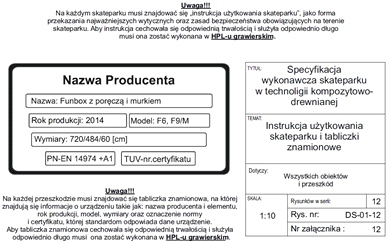 Uwaga!!!
Na każdym skateparku musi znajdować się „instrukcja użytkowania skateparku”, jako forma
przekazania najważniejszych wytycznych oraz zasad bezpieczeństwa obowiązujących na terenie
skateparku. Aby instrukcja cechowała się odpowiednią trwałością i służyła odpowiednio długo
musi ona zostać wykonana w HPL-u grawierskim.
Nazwa Producenta
Nazwa: Funbox z poręczą i murkiem
Rok produkcji: 2014
Model: F6, F9/M
Wymiary: 720/484/60 [cm]
PN-EN 14974 +A1
TUV-nr.certyfikatu
Uwaga!!!
Na każdej przeszkodzie musi znajdować się tabliczka znamionowa, na której
znajdują się informacje o urządzeniu takie jak: nazwa producenta i elementu,
rok produkcji, model, wymiary oraz oznaczenie normy
i certyfikatu, której standardom odpowiada dane urządzenie.
Aby tabliczka znamionowa cechowała się odpowiednią trwałością i służyła
odpowiednio długo musi ona zostać wykonana w HPL-u grawierskim.
TYTUŁ:
Specyfikacja
wykonawcza skateparku
w technoligii kompozytowo-
drewnianej
TEMAT:
Instrukcja użytkowania
skateparku i tabliczki
znamionowe
Dotyczy:
Wszystkich obiektów
i przeszkód
SKALA:
1:10
Rysunków w serii:
12
Rys. nr:
DS-01-12
Nr załącznika :
12